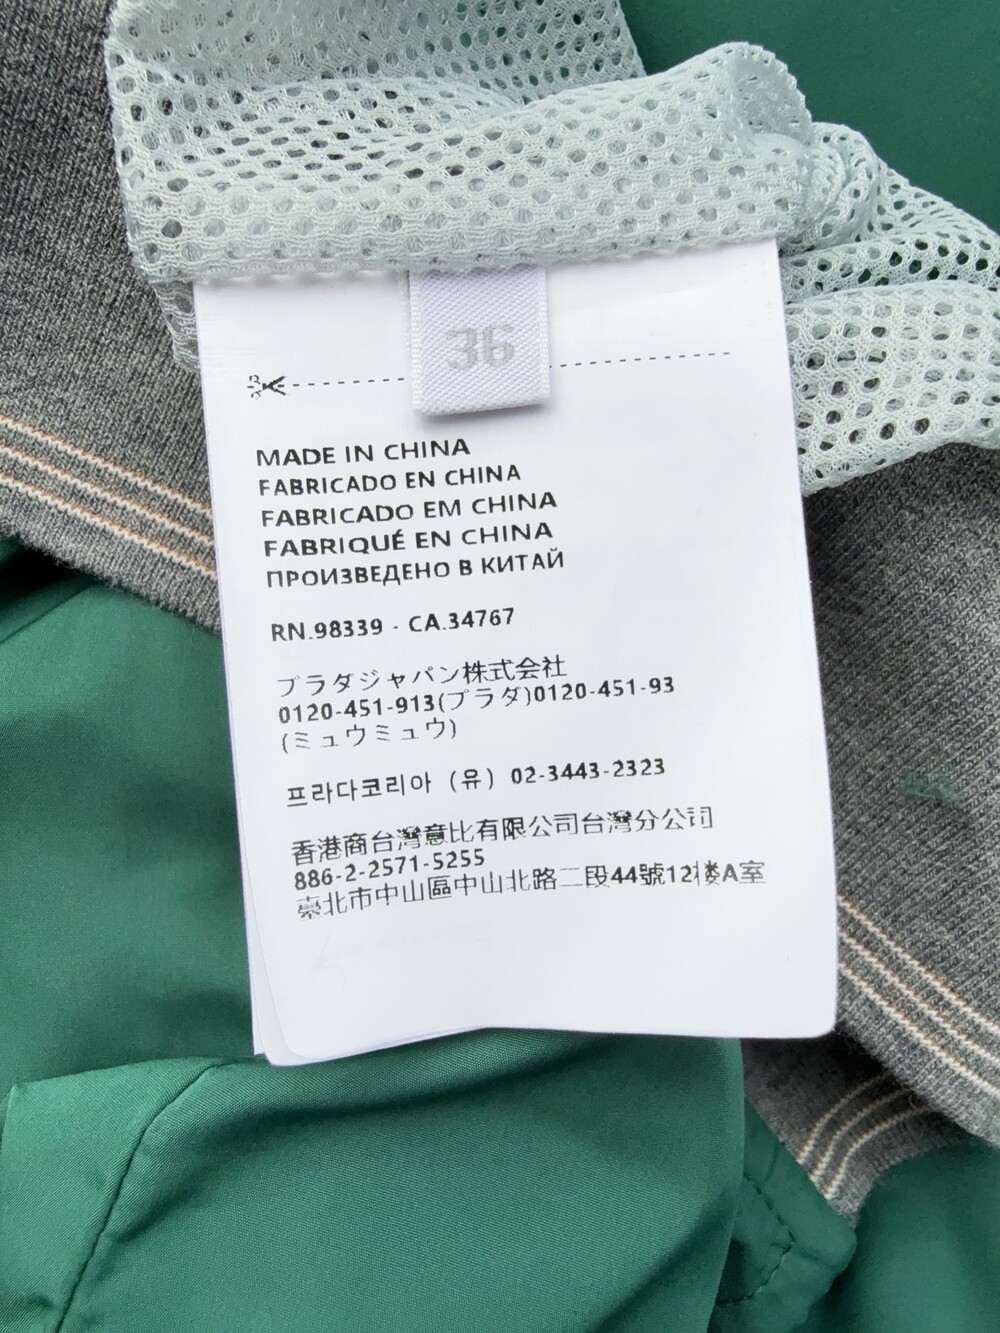 36
MADE IN CHINA
FABRICADO EN CHINA
FABRICADO EM CHINA
FABRIQUÉ EN CHINA
ПРОИЗВЕДЕНО В КИТАЙ
RN.98339 - CA.34767
プラダジャパン株式会社
0120-451-913(プラダ)0120-451-93
(ミュウミュウ)
프라다코리아 (유) 02-3443-2323
香港商台灣意比有限公司台灣分公司
886-2-2571-5255
臺北市中山區中山北路二段44號12楼A室